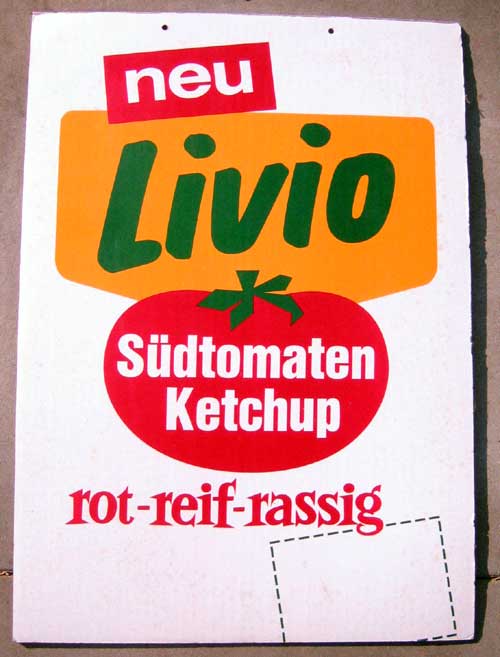 neu
Livio
Südtomaten
Ketchup
rot-reif-rassig